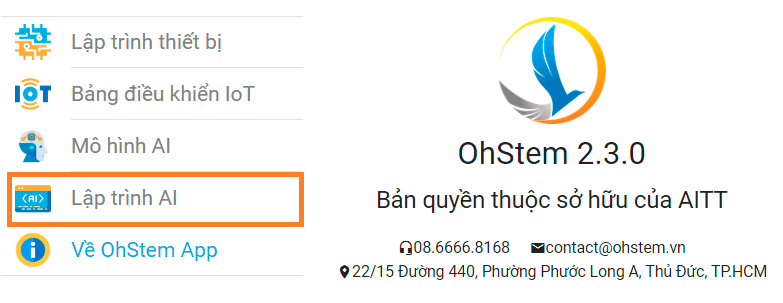 Lập trình thiết bị
IOT
Bảng điều khiển IoT
Mô hình AI
<AI>
Lập trình AI
Về OhStem App
OhStem 2.3.0
Bản quyền thuộc sở hữu của AITT
08.6666.8168 contact@ohstem.vn
22/15 Đường 440, Phường Phước Long A, Thủ Đức, TP.HCM